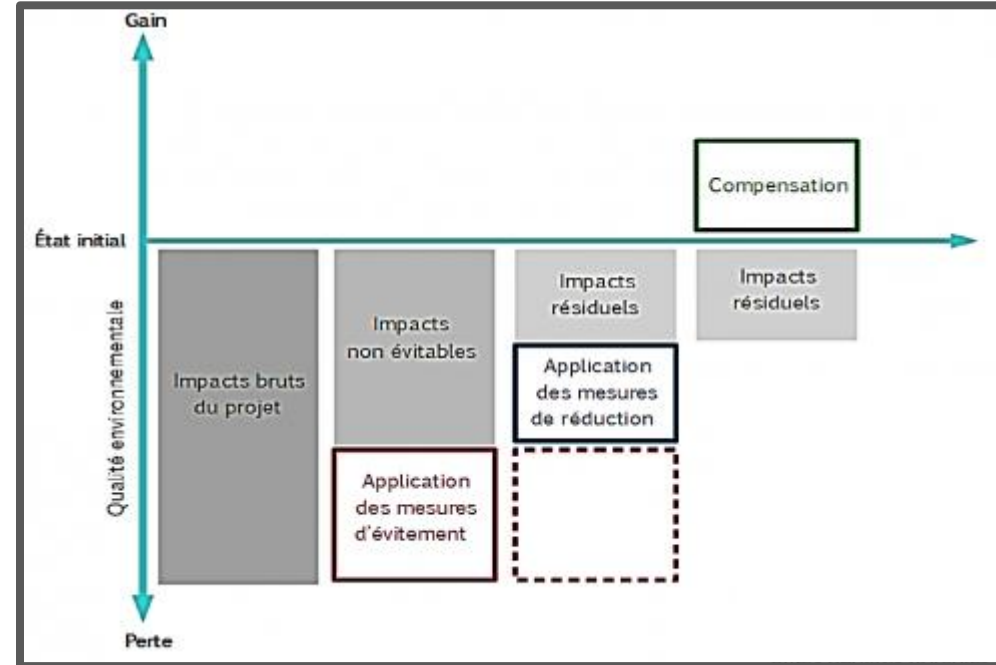 Gain
Compensation
État initial
Qualité environnementale
Impacts bruts
du projet
Impacts
non évitables
Application
des mesures
d'évitement
Impacts
résiduels
Application
des mesures
de réduction
Impacts
résiduels
Perte